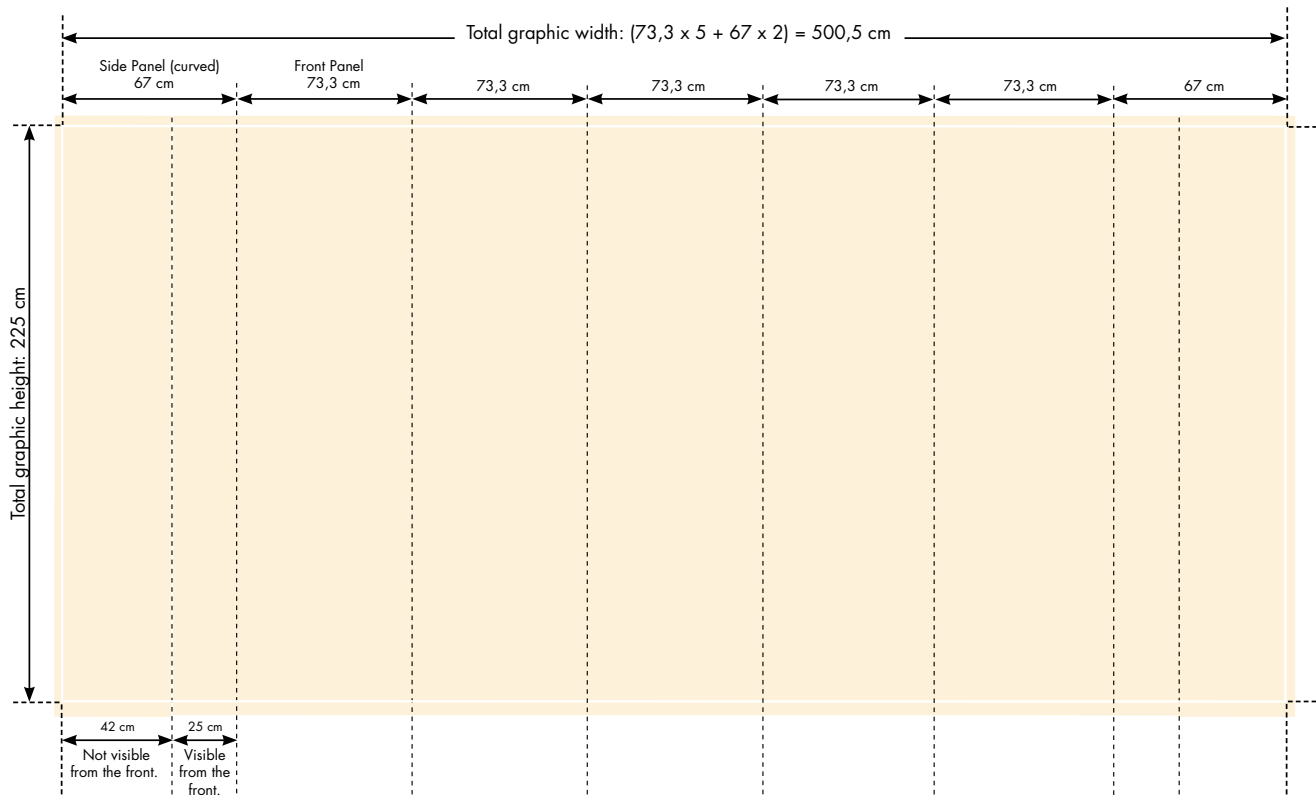 Total graphic width: (73,3 x 5 + 67 x 2) = 500,5 cm
Side Panel (curved)
67 cm
Front Panel
73,3 cm
73,3 cm
73,3 cm
73,3 cm
73,3 cm
67 cm
Total graphic height: 225 cm
42 cm
Not visible
from the front.
25 cm
Visible
from the
front.